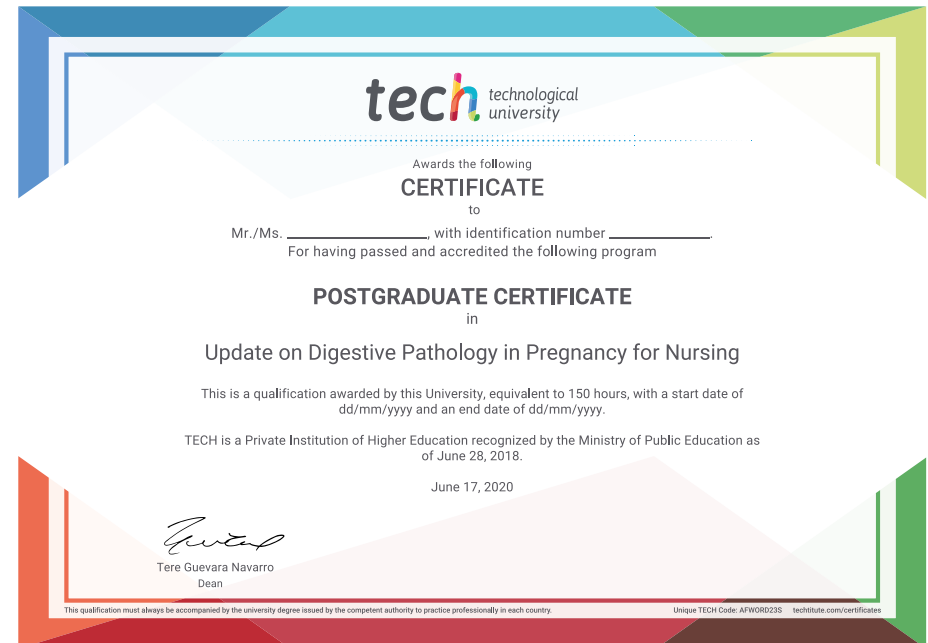 tech technological
university
Awards the following
CERTIFICATE
to
Mr./Ms. ____________________, with identification number ______________.
For having passed and accredited the following program
POSTGRADUATE CERTIFICATE
in
Update on Digestive Pathology in Pregnancy for Nursing
This is a qualification awarded by this University, equivalent to 150 hours, with a start date of
dd/mm/yyyy and an end date of dd/mm/yyyy.
TECH is a Private Institution of Higher Education recognized by the Ministry of Public Education as
of June 28, 2018.
June 17, 2020
Tere Guevara Navarro
Dean
This qualification must always be accompanied by the university degree issued by the competent authority to practice professionally in each country. Unique TECH Code: AFWORD23S techtitute.com/certificates